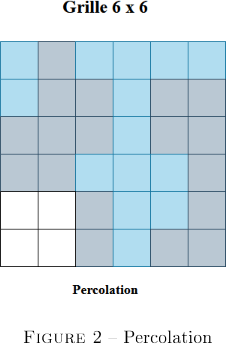 Grille 6 x 6
Percolation
FIGURE 2 – Percolation